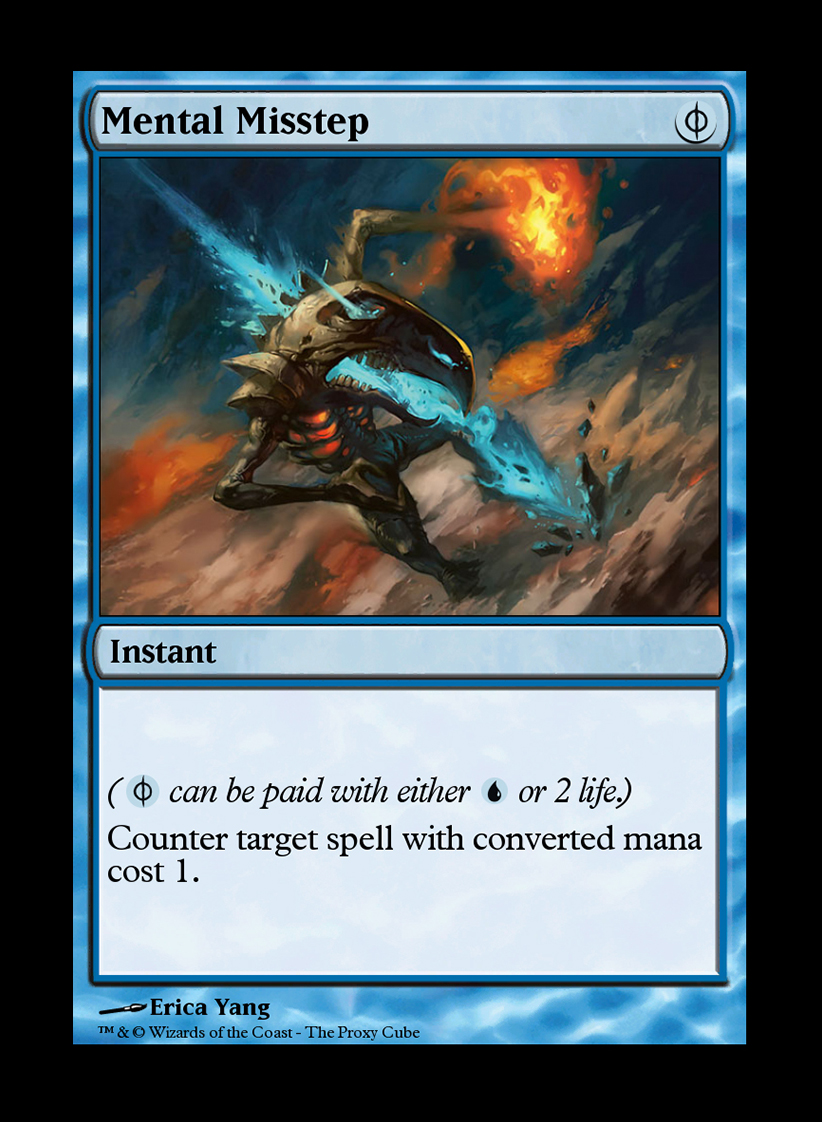 Mental Misstep
Instant
( can be paid with either or 2 life.)
Counter target spell with converted mana
cost 1.
Erica Yang
™ & © Wizards of the Coast - The Proxy Cube